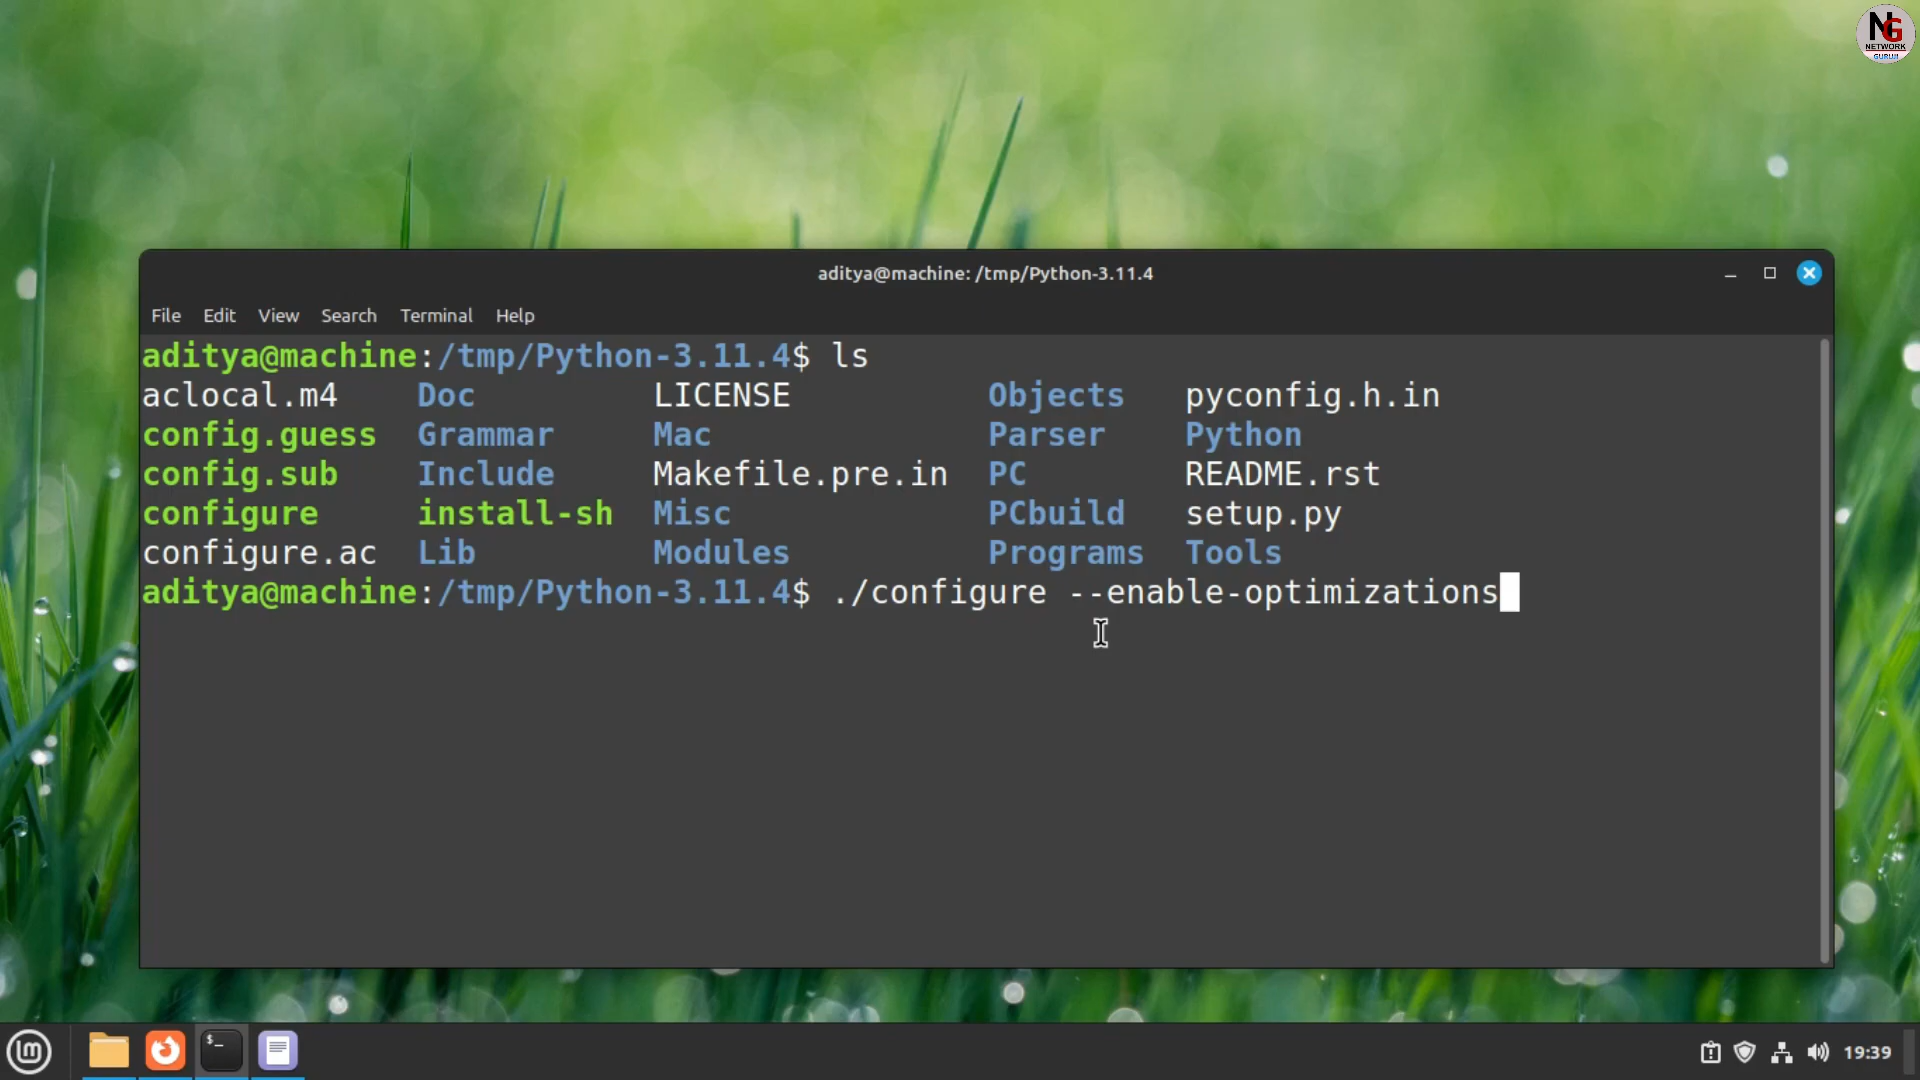 NG
NETWORK
GURUJI
aditya@machine: /tmp/Python-3.11.4
File Edit View Search Terminal Help
aditya@machine:/tmp/Python-3.11.4$ ls
aclocal.m4 Doc LICENSE Objects pyconfig.h.in
config.guess Grammar Mac Parser Python
config.sub Include Makefile.pre.in PC README.rst
configure install-sh Misc PCbuild setup.py
configure.ac Lib Modules Programs Tools
aditya@machine:/tmp/Python-3.11.4$ ./configure --enable-optimizations
19:39